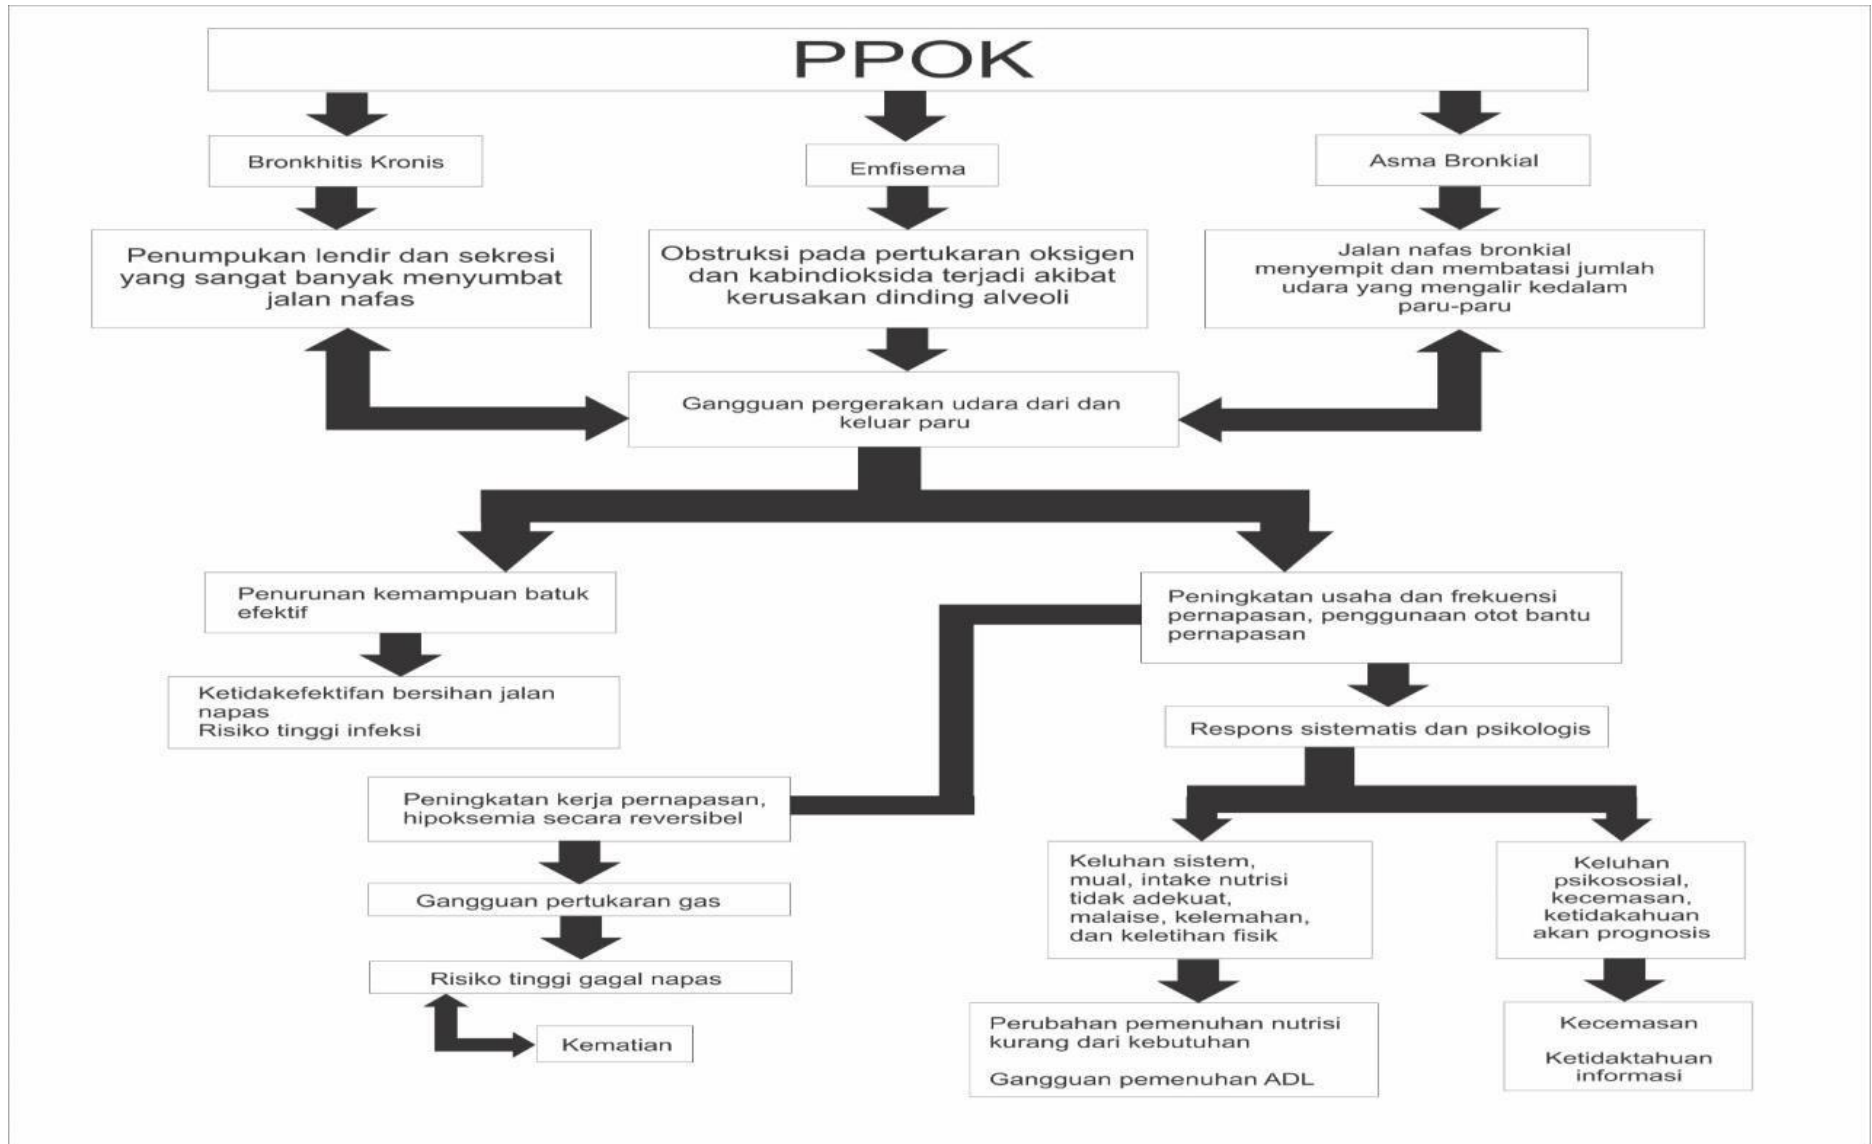 PPOK
Bronkhitis Kronis
Emfisema
Asma Bronkial
Penumpukan lendir dan sekresi
yang sangat banyak menyumbat
jalan nafas
Obstruksi pada pertukaran oksigen
dan kabindioksida terjadi akibat
kerusakan dinding alveoli
Jalan nafas bronkial
menyempit dan membatasi jumlah
udara yang mengalir kedalam
paru-paru
Gangguan pergerakan udara dari dan
keluar paru
Penurunan kemampuan batuk
efektif
Peningkatan usaha dan frekuensi
pernapasan, penggunaan otot bantu
pernapasan
Ketidakefektifan bersihan jalan
napas
Risiko tinggi infeksi
Respons sistematis dan psikologis
Peningkatan kerja pernapasan,
hipoksemia secara reversibel
Gangguan pertukaran gas
Risiko tinggi gagal napas
Kematian
Keluhan sistem,
mual, intake nutrisi
tidak adekuat,
malaise, kelemahan,
dan keletihan fisik
Keluhan
psikososial,
kecemasan,
ketidakahuan
akan prognosis
Perubahan pemenuhan nutrisi
kurang dari kebutuhan
Gangguan pemenuhan ADL
Kecemasan
Ketidaktahuan
informasi